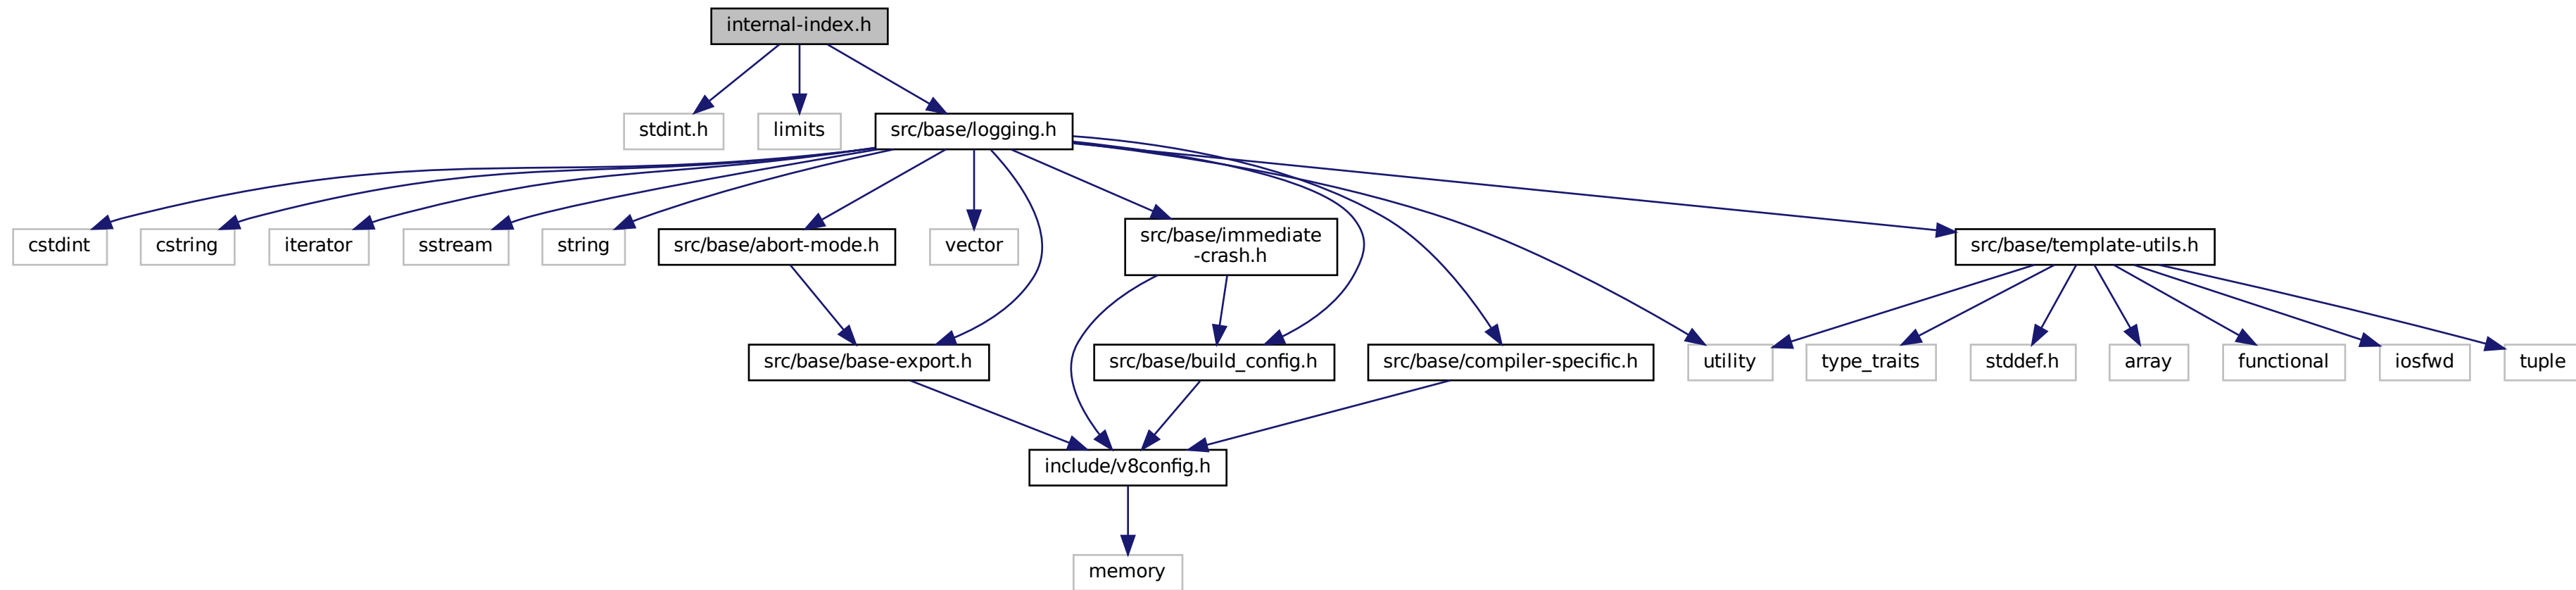 internal-index.h
stdint.h
limits
src/base/logging.h
cstdint
cstring
iterator
sstream
string
src/base/abort-mode.h
vector
src/base/immediate
-crash.h
src/base/template-utils.h
src/base/base-export.h
src/base/build_config.h
src/base/compiler-specific.h
utility
type_traits
stddef.h
array
functional
iosfwd
tuple
include/v8config.h
memory